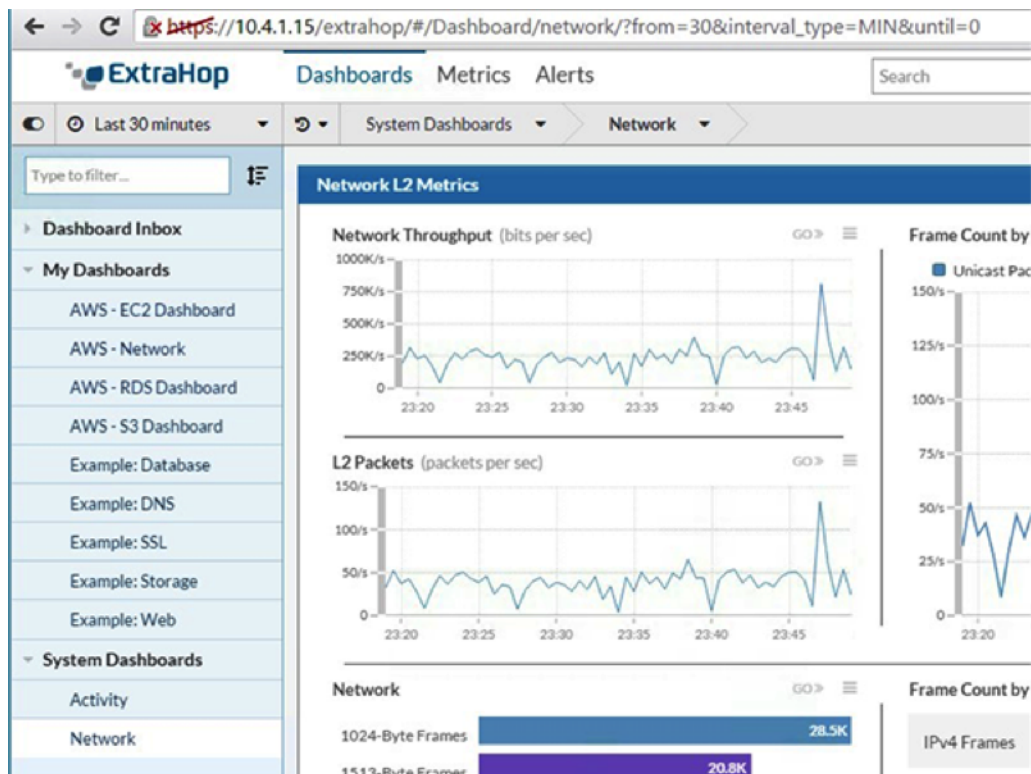 https://10.4.1.15/extrahop/#/Dashboard/network/?from=30&interval_type=MIN&until=0
ExtraHop
Dashboards Metrics Alerts
Search
Last 30 minutes
System Dashboards
Network
Type to filter...
Dashboard Inbox
My Dashboards
AWS - EC2 Dashboard
AWS - Network
AWS - RDS Dashboard
AWS - S3 Dashboard
Example: Database
Example: DNS
Example: SSL
Example: Storage
Example: Web
System Dashboards
Activity
Network
Network L2 Metrics
Network Throughput (bits per sec)
GO»
1000K/s
750K/s
500K/s
250K/s
0
23:20 23:25 23:30 23:35 23:40 23:45
L2 Packets (packets per sec)
GO»
150/s
100/s
50/s
0
23:20 23:25 23:30 23:35 23:40 23:45
Network
GO»
1024-Byte Frames 28.5K
1513-Byte Frames 20.8K
Frame Count by
Unicast Pac
150/s
125/s
100/s
75/s
50/s
25/s
0
23:20
Frame Count by
IPv4 Frames